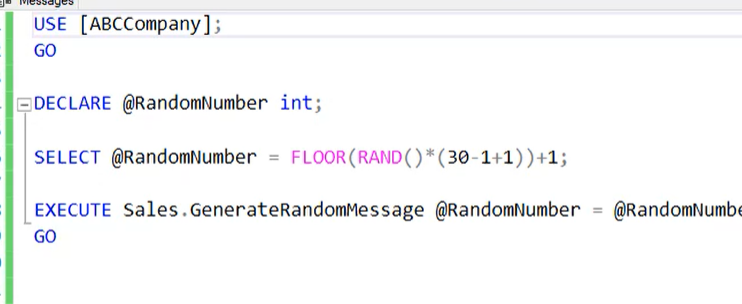 Messages
USE [ABCCompany];
GO
DECLARE @RandomNumber int;
SELECT @RandomNumber = FLOOR(RAND()*(30-1+1))+1;
EXECUTE Sales.GenerateRandomMessage @RandomNumber = @RandomNumbe
GO